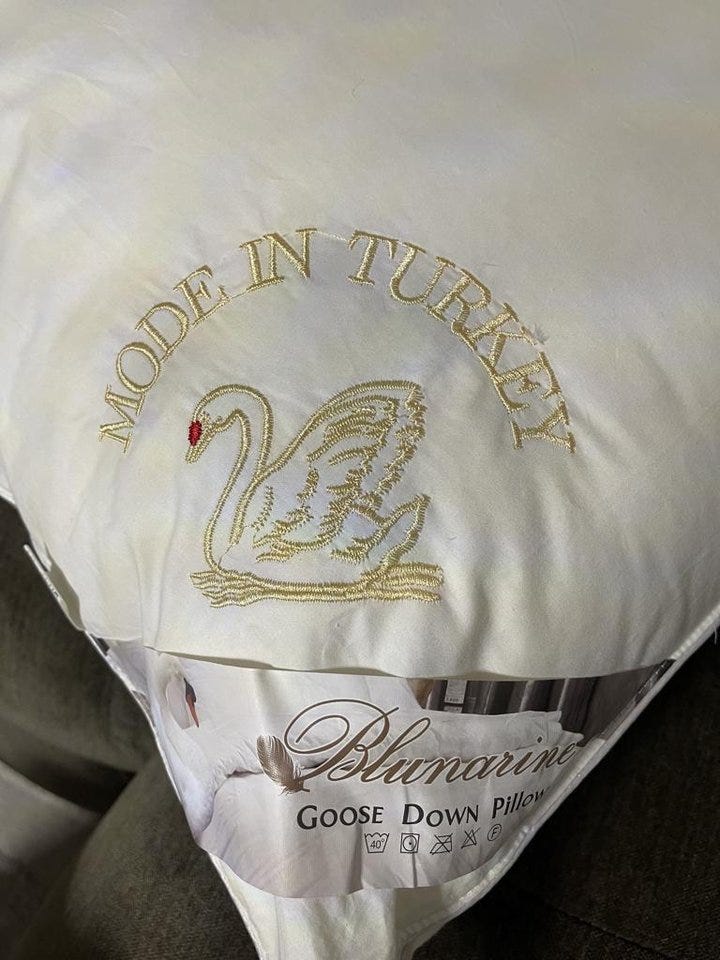 MODE IN TURKEY
Blunarine
GOOSE DOWN Pillow
40°
F